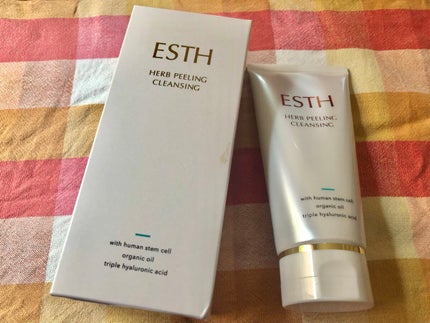 ESTH
HERB PEELING
CLEANSING
with human stem cell
organic oil
triple hyaluronic acid
ESTH
HERB PEELING
CLEANSING
with human stem cell
organic oil
triple hyaluronic acid